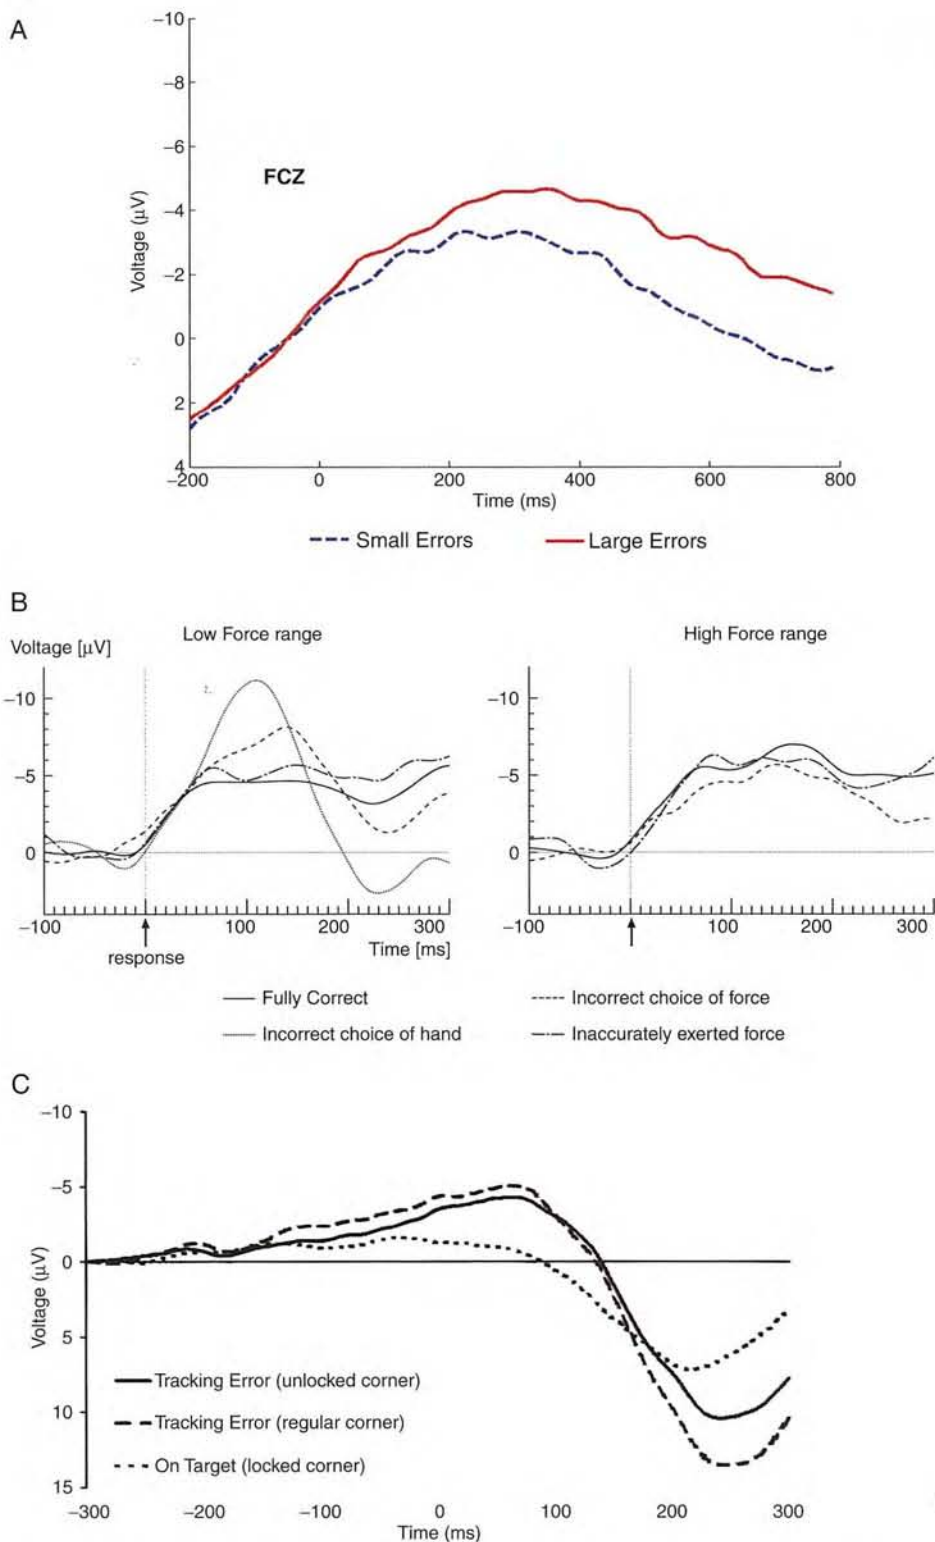 A
−10
−8
−6
−4
−2
0
2
4
Voltage (µV)
FCZ
−200 0 200 400 600 800
Time (ms)
Small Errors Large Errors
B
Low Force range High Force range
Voltage [µV]
−10 −10
−5 −5
0 0
−100 100 200 300 −100 100 200 300
response Time [ms]
Fully Correct Incorrect choice of force
Incorrect choice of hand Inaccurately exerted force
C
−10
−5
0
5
10
15
Voltage (µV)
Tracking Error (unlocked corner)
Tracking Error (regular corner)
On Target (locked corner)
−300 −200 −100 0 100 200 300
Time (ms)